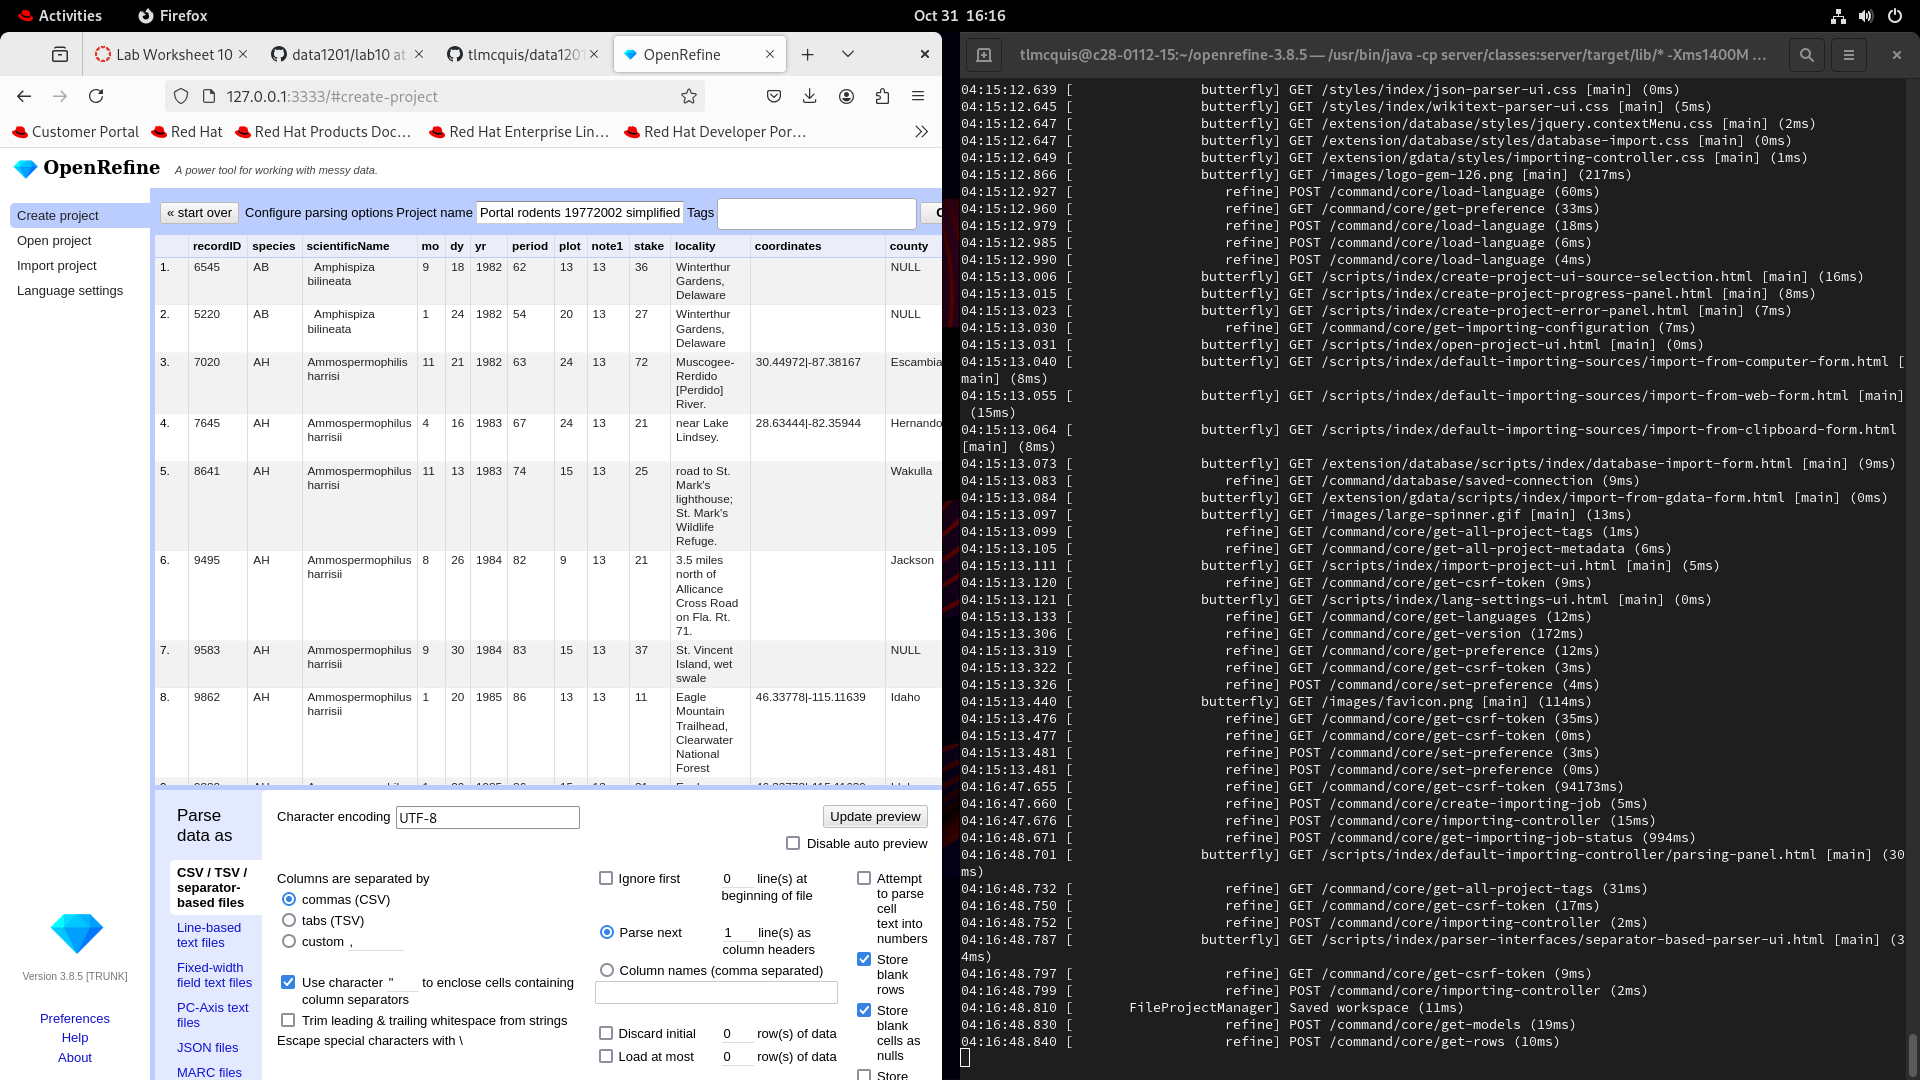 Activities
Firefox
Oct 31 16:16
Lab Worksheet 10
data1201/lab10 at
tlmcquis/data1201
OpenRefine
127.0.0.1:3333/#create-project
Customer Portal
Red Hat
Red Hat Products Doc...
Red Hat Enterprise Lin...
Red Hat Developer Por...
OpenRefine
A power tool for working with messy data.
Create project
Open project
Import project
Language settings
« start over
Configure parsing options Project name
Portal rodents 19772002 simplified
Tags
recordID species scientificName mo dy yr period plot note1 stake locality coordinates county
1. 6545 AB Amphispiza 9 18 1982 62 13 13 36 Winterthur NULL
bilineata Gardens,
Delaware
2. 5220 AB Amphispiza 1 24 1982 54 20 13 27 Winterthur NULL
bilineata Gardens,
Delaware
3. 7020 AH Ammospermophilis 11 21 1982 63 24 13 72 Muscogee- 30.44972|-87.38167 Escambia
harrisi Rerdido
[Perdido]
River.
4. 7645 AH Ammospermophilus 4 16 1983 67 24 13 21 near Lake 28.63444|-82.35944 Hernando
harrisii Lindsey.
5. 8641 AH Ammospermophilus 11 13 1983 74 15 13 25 road to St. Wakulla
harrisi Mark's
lighthouse;
St. Mark's
Wildlife
Refuge.
6. 9495 AH Ammospermophilus 8 26 1984 82 9 13 21 3.5 miles Jackson
harrisii north of
Allicance
Cross Road
on Fla. Rt.
71.
7. 9583 AH Ammospermophilus 9 30 1984 83 15 13 37 St. Vincent NULL
harrisii Island, wet
swale
8. 9862 AH Ammospermophilus 1 20 1985 86 13 13 11 Eagle 46.33778|-115.11639 Idaho
harrisii Mountain
Trailhead,
Clearwater
National
Forest
Parse
data as
CSV / TSV /
separator-
based files
Line-based
text files
Fixed-width
field text files
PC-Axis text
files
JSON files
MARC files
Character encoding UTF-8
Update preview
Disable auto preview
Columns are separated by
commas (CSV)
tabs (TSV)
custom ,
Use character " to enclose cells containing
column separators
Trim leading & trailing whitespace from strings
Escape special characters with \
Ignore first 0 line(s) at
beginning of file
Parse next 1 line(s) as
column headers
Column names (comma separated)
Discard initial 0 row(s) of data
Load at most 0 row(s) of data
Attempt
to parse
cell
text into
numbers
Store
blank
rows
Store
blank
cells as
nulls
Store
Version 3.8.5 [TRUNK]
Preferences
Help
About
tlmcquis@c28-0112-15:~/openrefine-3.8.5 — /usr/bin/java -cp server/classes:server/target/lib/* -Xms1400M ...
04:15:12.639 [ butterfly] GET /styles/index/json-parser-ui.css [main] (0ms)
04:15:12.645 [ butterfly] GET /styles/index/wikitext-parser-ui.css [main] (5ms)
04:15:12.647 [ butterfly] GET /extension/database/styles/jquery.contextMenu.css [main] (2ms)
04:15:12.647 [ butterfly] GET /extension/database/styles/database-import.css [main] (0ms)
04:15:12.649 [ butterfly] GET /extension/gdata/styles/importing-controller.css [main] (1ms)
04:15:12.866 [ butterfly] GET /images/logo-gem-126.png [main] (217ms)
04:15:12.927 [ refine] POST /command/core/load-language (60ms)
04:15:12.960 [ refine] GET /command/core/get-preference (33ms)
04:15:12.979 [ refine] POST /command/core/load-language (18ms)
04:15:12.985 [ refine] POST /command/core/load-language (6ms)
04:15:12.990 [ refine] POST /command/core/load-language (4ms)
04:15:13.006 [ butterfly] GET /scripts/index/create-project-ui-source-selection.html [main] (16ms)
04:15:13.015 [ butterfly] GET /scripts/index/create-project-progress-panel.html [main] (8ms)
04:15:13.023 [ butterfly] GET /scripts/index/create-project-error-panel.html [main] (7ms)
04:15:13.030 [ refine] GET /command/core/get-importing-configuration (7ms)
04:15:13.031 [ butterfly] GET /scripts/index/open-project-ui.html [main] (0ms)
04:15:13.040 [ butterfly] GET /scripts/index/default-importing-sources/import-from-computer-form.html [
main] (8ms)
04:15:13.055 [ butterfly] GET /scripts/index/default-importing-sources/import-from-web-form.html [main]
(15ms)
04:15:13.064 [ butterfly] GET /scripts/index/default-importing-sources/import-from-clipboard-form.html
[main] (8ms)
04:15:13.073 [ butterfly] GET /extension/database/scripts/index/database-import-form.html [main] (9ms)
04:15:13.083 [ refine] GET /command/database/saved-connection (9ms)
04:15:13.084 [ butterfly] GET /extension/gdata/scripts/index/import-from-gdata-form.html [main] (0ms)
04:15:13.097 [ butterfly] GET /images/large-spinner.gif [main] (13ms)
04:15:13.099 [ refine] GET /command/core/get-all-project-tags (1ms)
04:15:13.105 [ refine] GET /command/core/get-all-project-metadata (6ms)
04:15:13.111 [ butterfly] GET /scripts/index/import-project-ui.html [main] (5ms)
04:15:13.120 [ refine] GET /command/core/get-csrf-token (9ms)
04:15:13.121 [ butterfly] GET /scripts/index/lang-settings-ui.html [main] (0ms)
04:15:13.133 [ refine] GET /command/core/get-languages (12ms)
04:15:13.306 [ refine] GET /command/core/get-version (172ms)
04:15:13.319 [ refine] GET /command/core/get-preference (12ms)
04:15:13.322 [ refine] GET /command/core/get-csrf-token (3ms)
04:15:13.326 [ refine] POST /command/core/set-preference (4ms)
04:15:13.440 [ butterfly] GET /images/favicon.png [main] (114ms)
04:15:13.476 [ refine] GET /command/core/get-csrf-token (35ms)
04:15:13.477 [ refine] GET /command/core/get-csrf-token (0ms)
04:15:13.481 [ refine] POST /command/core/set-preference (3ms)
04:15:13.481 [ refine] POST /command/core/set-preference (0ms)
04:16:47.655 [ refine] GET /command/core/get-csrf-token (94173ms)
04:16:47.660 [ refine] POST /command/core/create-importing-job (5ms)
04:16:47.676 [ refine] POST /command/core/importing-controller (15ms)
04:16:48.671 [ refine] POST /command/core/get-importing-job-status (994ms)
04:16:48.701 [ butterfly] GET /scripts/index/default-importing-controller/parsing-panel.html [main] (30
ms)
04:16:48.732 [ refine] GET /command/core/get-all-project-tags (31ms)
04:16:48.750 [ refine] GET /command/core/get-csrf-token (17ms)
04:16:48.752 [ refine] POST /command/core/importing-controller (2ms)
04:16:48.787 [ butterfly] GET /scripts/index/parser-interfaces/separator-based-parser-ui.html [main] (3
4ms)
04:16:48.797 [ refine] GET /command/core/get-csrf-token (9ms)
04:16:48.799 [ refine] POST /command/core/importing-controller (2ms)
04:16:48.810 [ FileProjectManager] Saved workspace (11ms)
04:16:48.830 [ refine] POST /command/core/get-models (19ms)
04:16:48.840 [ refine] POST /command/core/get-rows (10ms)